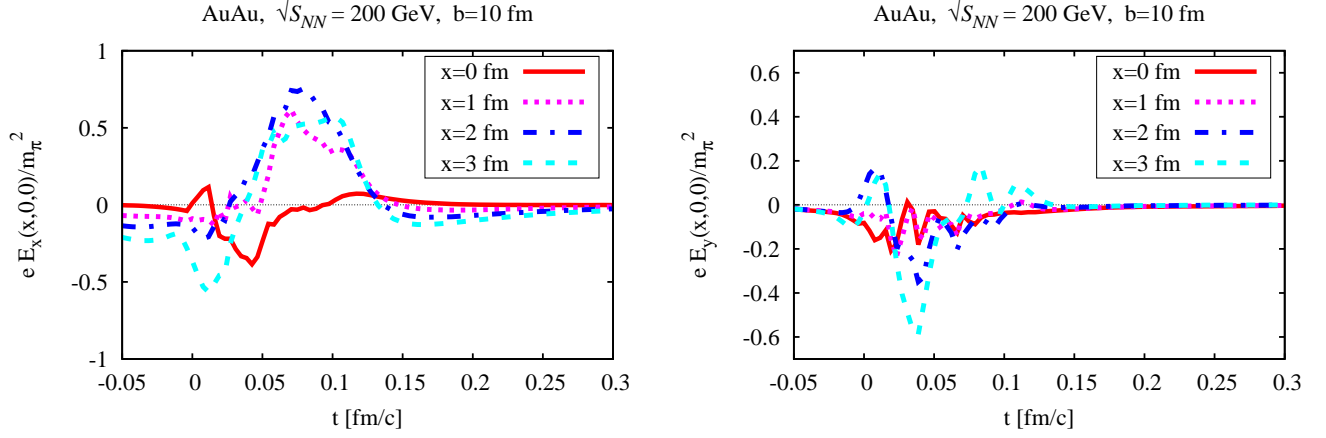 AuAu, √S_NN = 200 GeV, b=10 fm
e E_x(x,0,0)/m_π^2
1
0.5
0
-0.5
-1
x=0 fm
x=1 fm
x=2 fm
x=3 fm
-0.05 0 0.05 0.1 0.15 0.2 0.25 0.3
t [fm/c]
AuAu, √S_NN = 200 GeV, b=10 fm
e E_y(x,0,0)/m_π^2
0.6
0.4
0.2
0
-0.2
-0.4
-0.6
x=0 fm
x=1 fm
x=2 fm
x=3 fm
-0.05 0 0.05 0.1 0.15 0.2 0.25 0.3
t [fm/c]